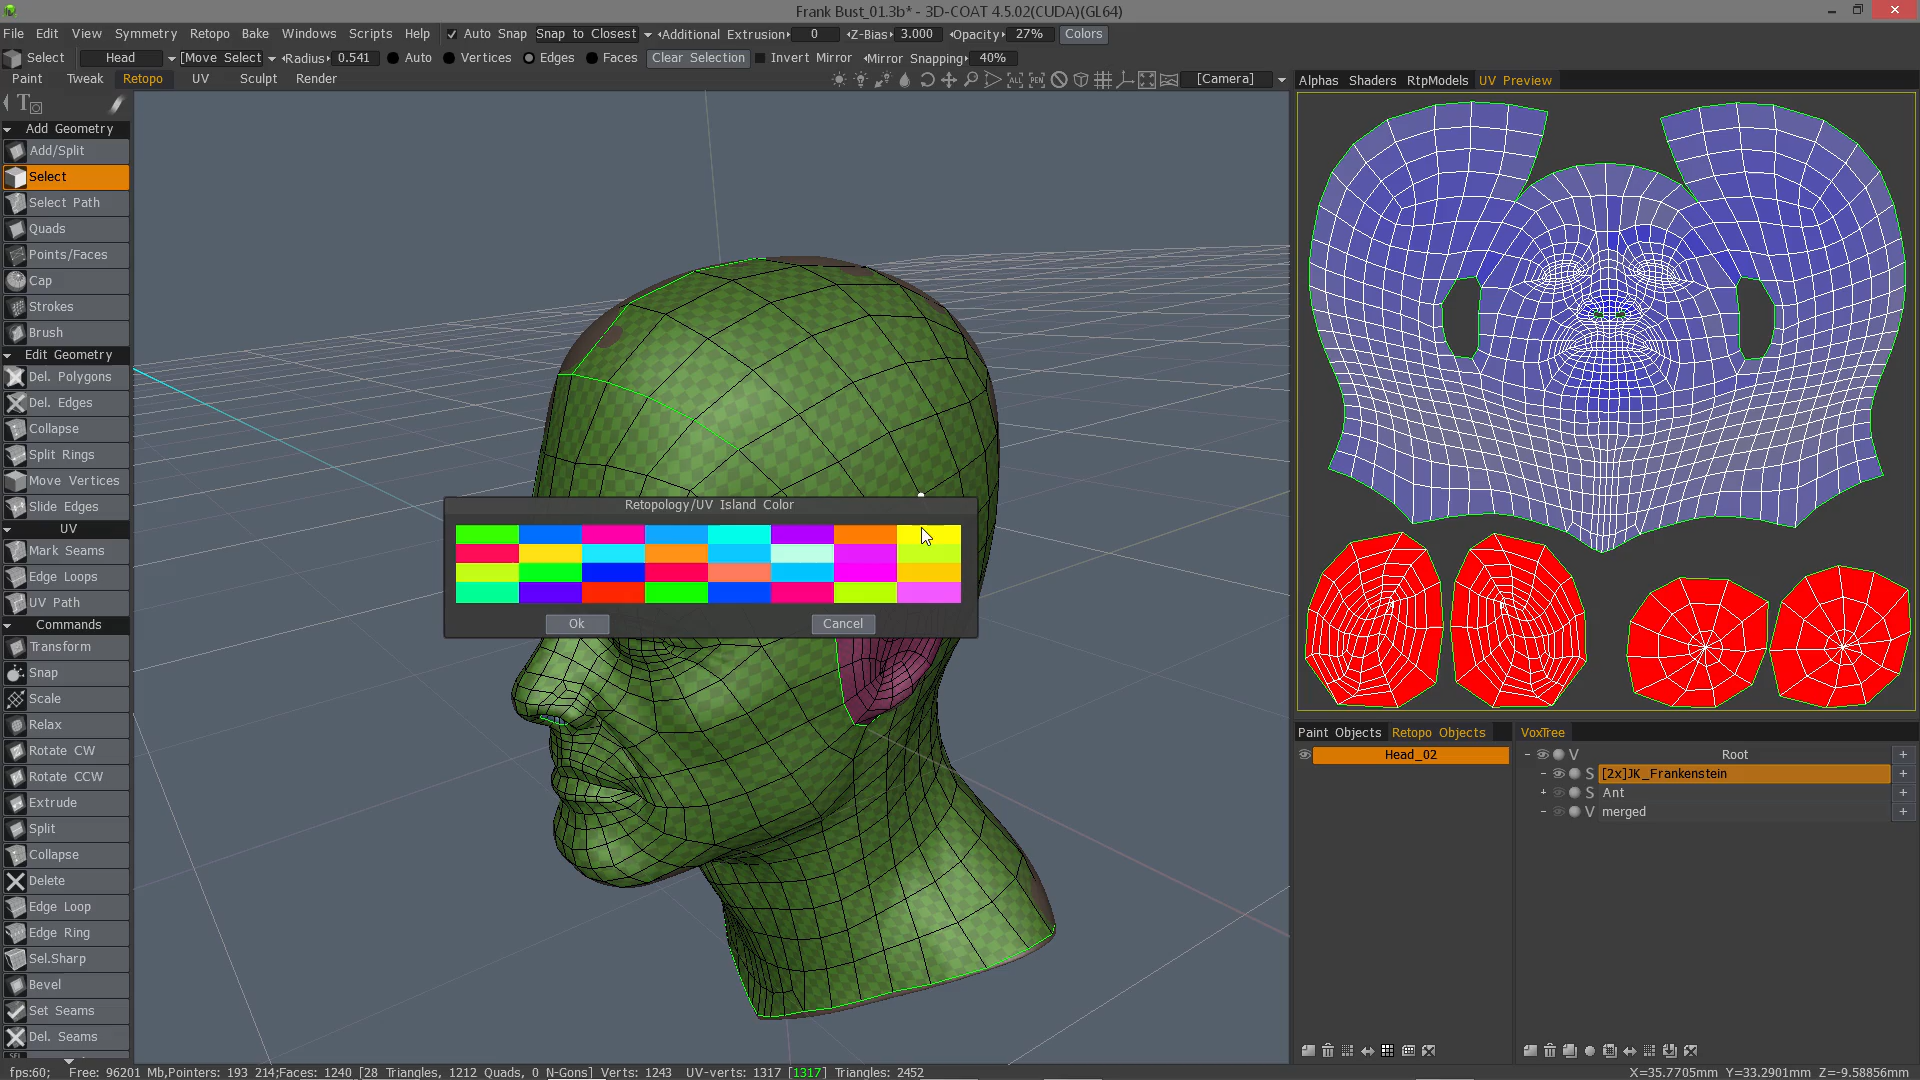 Frank Bust_01.3b* - 3D-COAT 4.5.02(CUDA)(GL64)
File Edit View Symmetry Retopo Bake Windows Scripts Help Auto Snap Snap to Closest Additional Extrusion 0 Z-Bias 3.000 Opacity 27% Colors
Select Head [Move Select Radius 0.541 Auto Vertices Edges Faces Clear Selection Invert Mirror Mirror Snapping 40%
Paint Tweak Retopo UV Sculpt Render [Camera]
Alphas Shaders RtpModels UV Preview
Add Geometry
Add/Split
Select
Select Path
Quads
Points/Faces
Cap
Strokes
Brush
Edit Geometry
Del. Polygons
Del. Edges
Collapse
Split Rings
Move Vertices
Slide Edges
UV
Mark Seams
Edge Loops
UV Path
Commands
Transform
Snap
Scale
Relax
Rotate CW
Rotate CCW
Extrude
Split
Collapse
Delete
Edge Loop
Edge Ring
Sel.Sharp
Bevel
Set Seams
Del. Seams
Retopology/UV Island Color
Ok Cancel
Paint Objects Retopo Objects
Head_02
VoxTree
- V Root +
- S [2x]JK_Frankenstein +
+ S Ant +
- V merged +
fps:60; Free: 96201 Mb,Pointers: 193 214;Faces: 1240 [28 Triangles, 1212 Quads, 0 N-Gons] Verts: 1243 UV-verts: 1317 [1317] Triangles: 2452 X=35.7705mm Y=33.2901mm Z=-9.58856mm